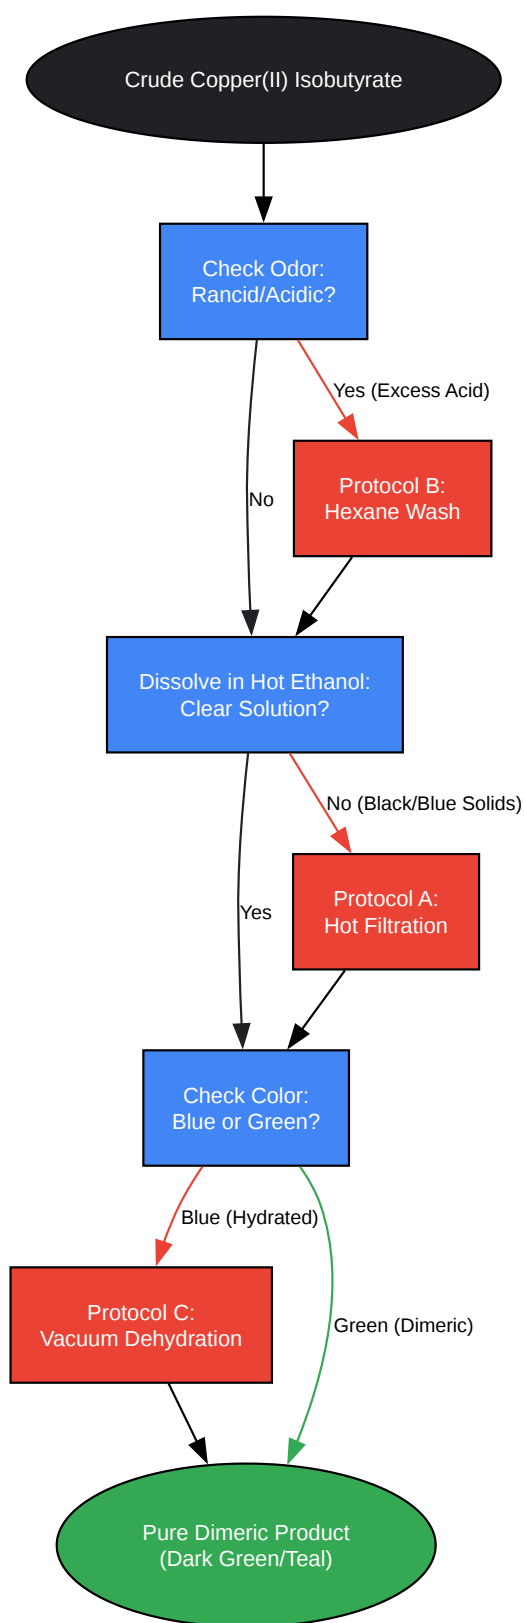 Crude Copper(II) Isobutyrate
Check Odor:
Rancid/Acidic?
Yes (Excess Acid)
Protocol B:
Hexane Wash
No
Dissolve in Hot Ethanol:
Clear Solution?
No (Black/Blue Solids)
Protocol A:
Hot Filtration
Yes
Check Color:
Blue or Green?
Blue (Hydrated)
Protocol C:
Vacuum Dehydration
Green (Dimeric)
Pure Dimeric Product
(Dark Green/Teal)